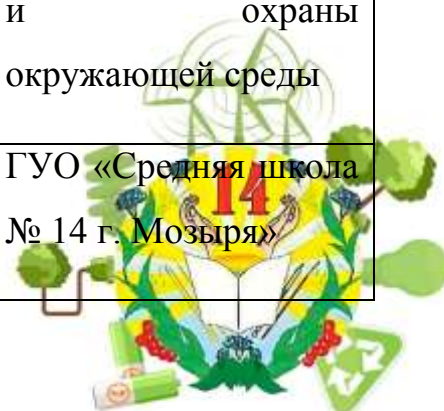 и охраны
окружающей среды
ГУО «Средняя школа
14
№ 14 г. Мозыря»